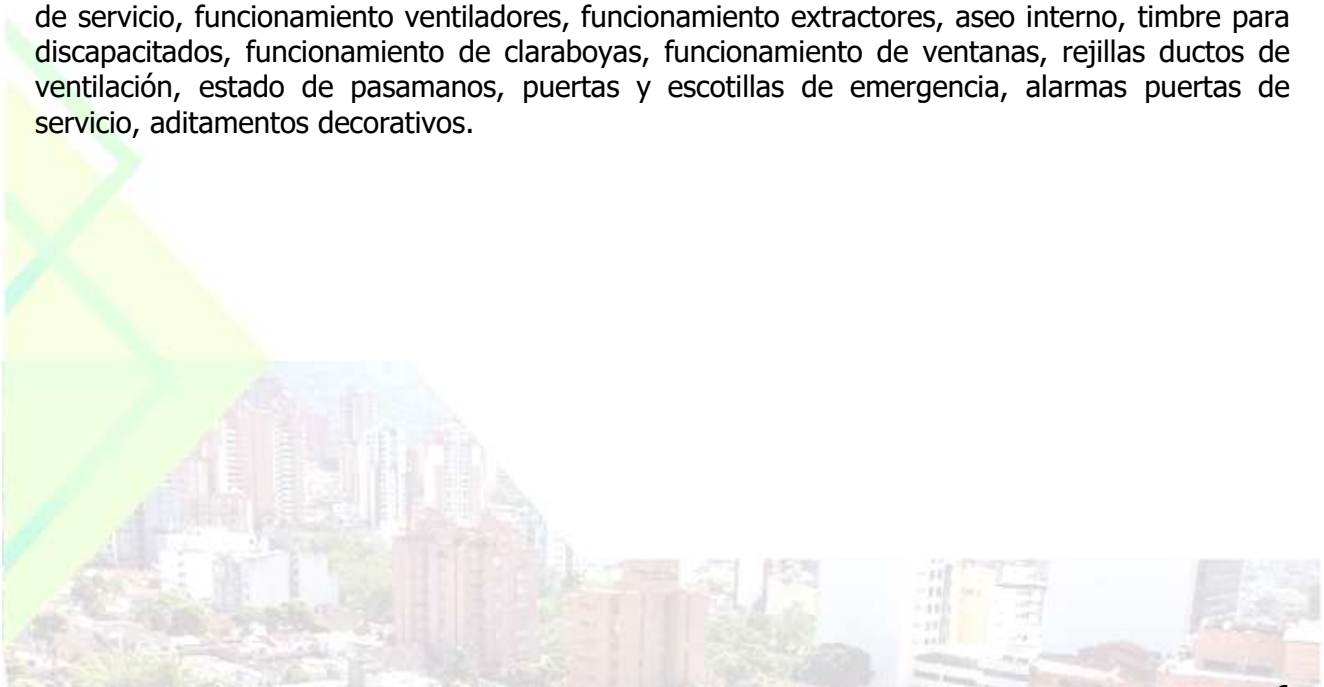 de servicio, funcionamiento ventiladores, funcionamiento extractores, aseo interno, timbre para
discapacitados, funcionamiento de claraboyas, funcionamiento de ventanas, rejillas ductos de
ventilación, estado de pasamanos, puertas y escotillas de emergencia, alarmas puertas de
servicio, aditamentos decorativos.